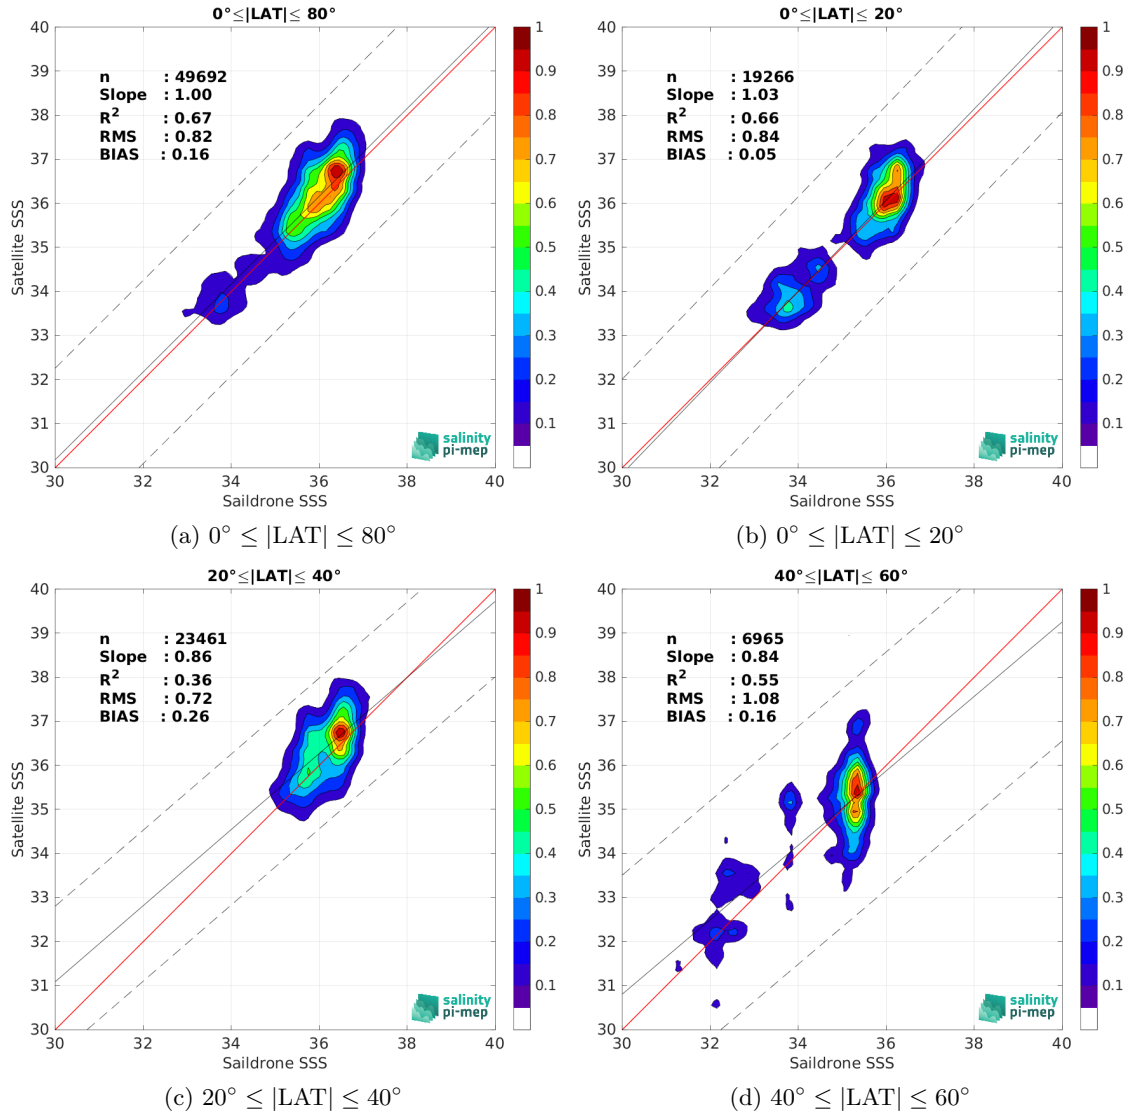 0°≤|LAT|≤ 80°
40
39
38
37
36
35
34
33
32
31
30
Satellite SSS
n : 49692
Slope : 1.00
R² : 0.67
RMS : 0.82
BIAS : 0.16
salinity
pi-mep
30 32 34 36 38 40
Saildrone SSS
1
0.9
0.8
0.7
0.6
0.5
0.4
0.3
0.2
0.1
(a) 0° ≤ |LAT| ≤ 80°
0°≤|LAT|≤ 20°
40
39
38
37
36
35
34
33
32
31
30
Satellite SSS
n : 19266
Slope : 1.03
R² : 0.66
RMS : 0.84
BIAS : 0.05
salinity
pi-mep
30 32 34 36 38 40
Saildrone SSS
1
0.9
0.8
0.7
0.6
0.5
0.4
0.3
0.2
0.1
(b) 0° ≤ |LAT| ≤ 20°
20°≤|LAT|≤ 40°
40
39
38
37
36
35
34
33
32
31
30
Satellite SSS
n : 23461
Slope : 0.86
R² : 0.36
RMS : 0.72
BIAS : 0.26
salinity
pi-mep
30 32 34 36 38 40
Saildrone SSS
1
0.9
0.8
0.7
0.6
0.5
0.4
0.3
0.2
0.1
(c) 20° ≤ |LAT| ≤ 40°
40°≤|LAT|≤ 60°
40
39
38
37
36
35
34
33
32
31
30
Satellite SSS
n : 6965
Slope : 0.84
R² : 0.55
RMS : 1.08
BIAS : 0.16
salinity
pi-mep
30 32 34 36 38 40
Saildrone SSS
1
0.9
0.8
0.7
0.6
0.5
0.4
0.3
0.2
0.1
(d) 40° ≤ |LAT| ≤ 60°